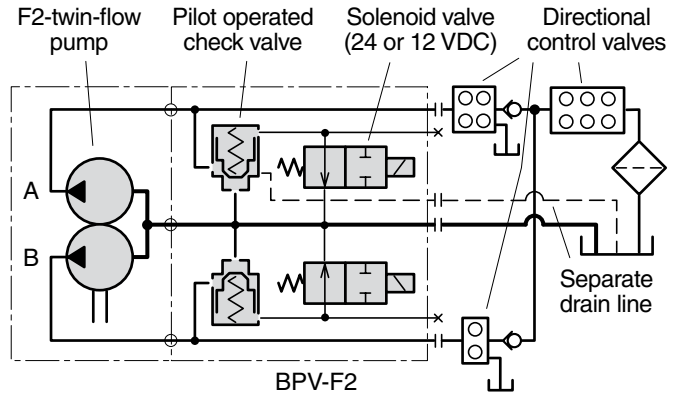 F2-twin-flow
pump
Pilot operated
check valve
Solenoid valve
(24 or 12 VDC)
Directional
control valves
A
B
Separate
drain line
BPV-F2